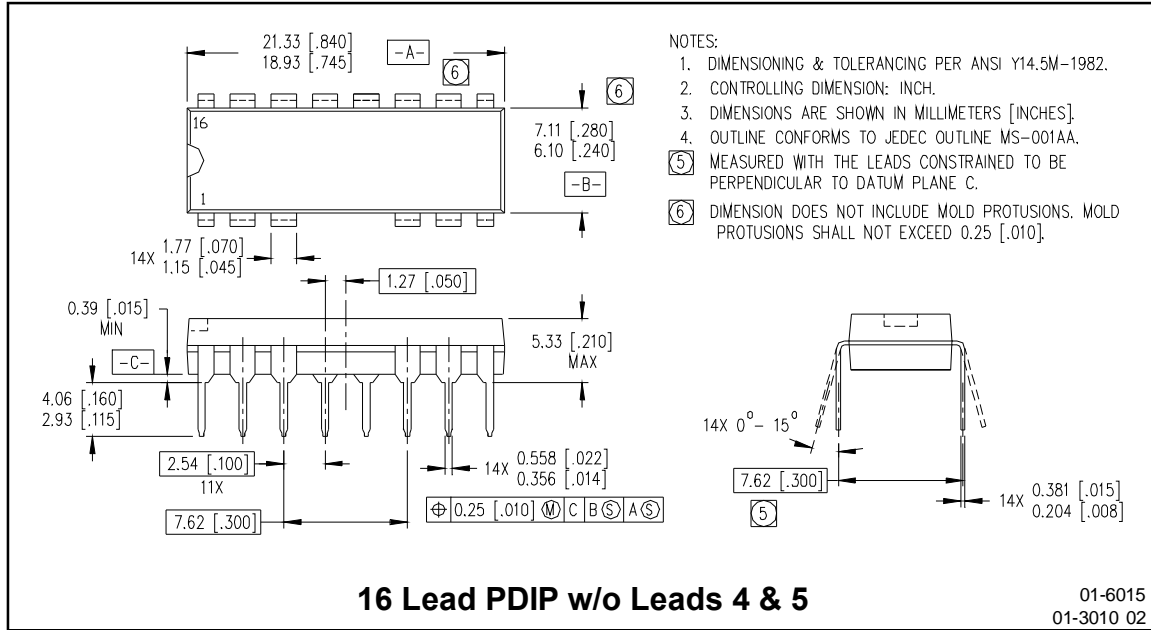 21.33 [.840]
18.93 [.745]
-A-
6
6
16
1
7.11 [.280]
6.10 [.240]
-B-
NOTES:
1. DIMENSIONING & TOLERANCING PER ANSI Y14.5M-1982.
2. CONTROLLING DIMENSION: INCH.
3. DIMENSIONS ARE SHOWN IN MILLIMETERS [INCHES].
4. OUTLINE CONFORMS TO JEDEC OUTLINE MS-001AA.
5 MEASURED WITH THE LEADS CONSTRAINED TO BE
PERPENDICULAR TO DATUM PLANE C.
6 DIMENSION DOES NOT INCLUDE MOLD PROTUSIONS. MOLD
PROTUSIONS SHALL NOT EXCEED 0.25 [.010].
14X 1.77 [.070]
1.15 [.045]
1.27 [.050]
0.39 [.015]
MIN
-C-
5.33 [.210]
MAX
4.06 [.160]
2.93 [.115]
2.54 [.100]
11X
14X 0.558 [.022]
0.356 [.014]
⌖ 0.25 [.010] Ⓜ C BⓈ AⓈ
7.62 [.300]
14X 0°- 15°
7.62 [.300]
5
14X 0.381 [.015]
0.204 [.008]
16 Lead PDIP w/o Leads 4 & 5
01-6015
01-3010 02